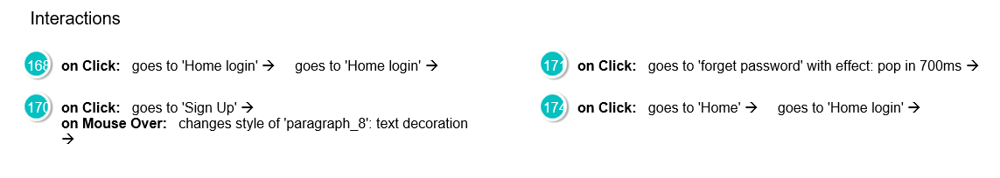 Interactions
168 on Click: goes to 'Home login' → goes to 'Home login' →
170 on Click: goes to 'Sign Up' →
on Mouse Over: changes style of 'paragraph_8': text decoration
→
171 on Click: goes to 'forget password' with effect: pop in 700ms →
174 on Click: goes to 'Home' → goes to 'Home login' →